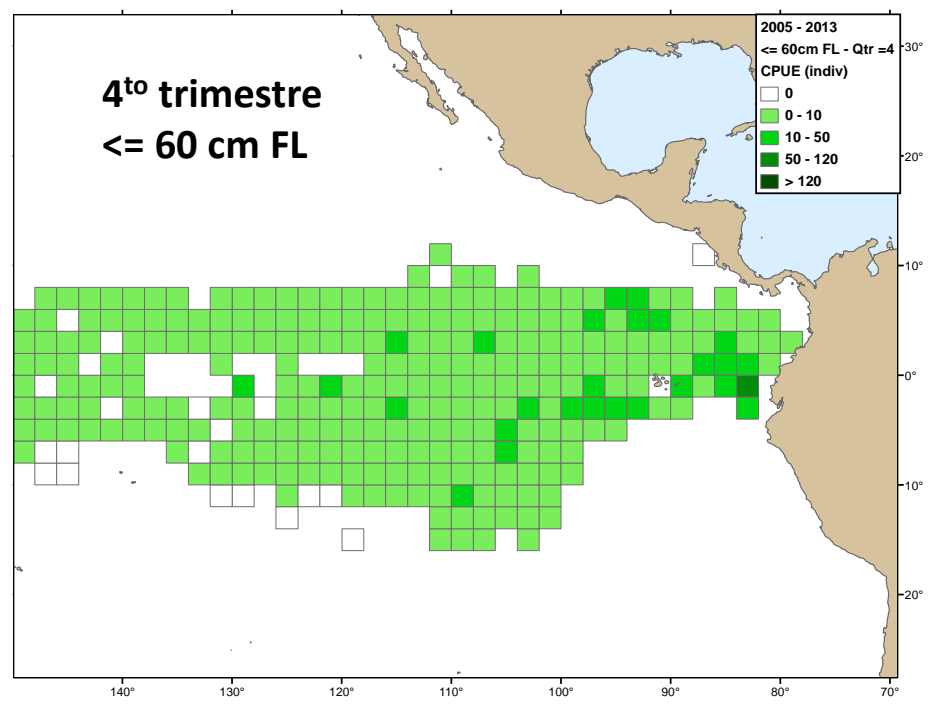 4to trimestre
<= 60 cm FL
2005 - 2013
<= 60cm FL - Qtr =4
CPUE (indiv)
0
0 - 10
10 - 50
50 - 120
> 120
30°
20°
10°
0°
10°
20°
140° 130° 120° 110° 100° 90° 80° 70°